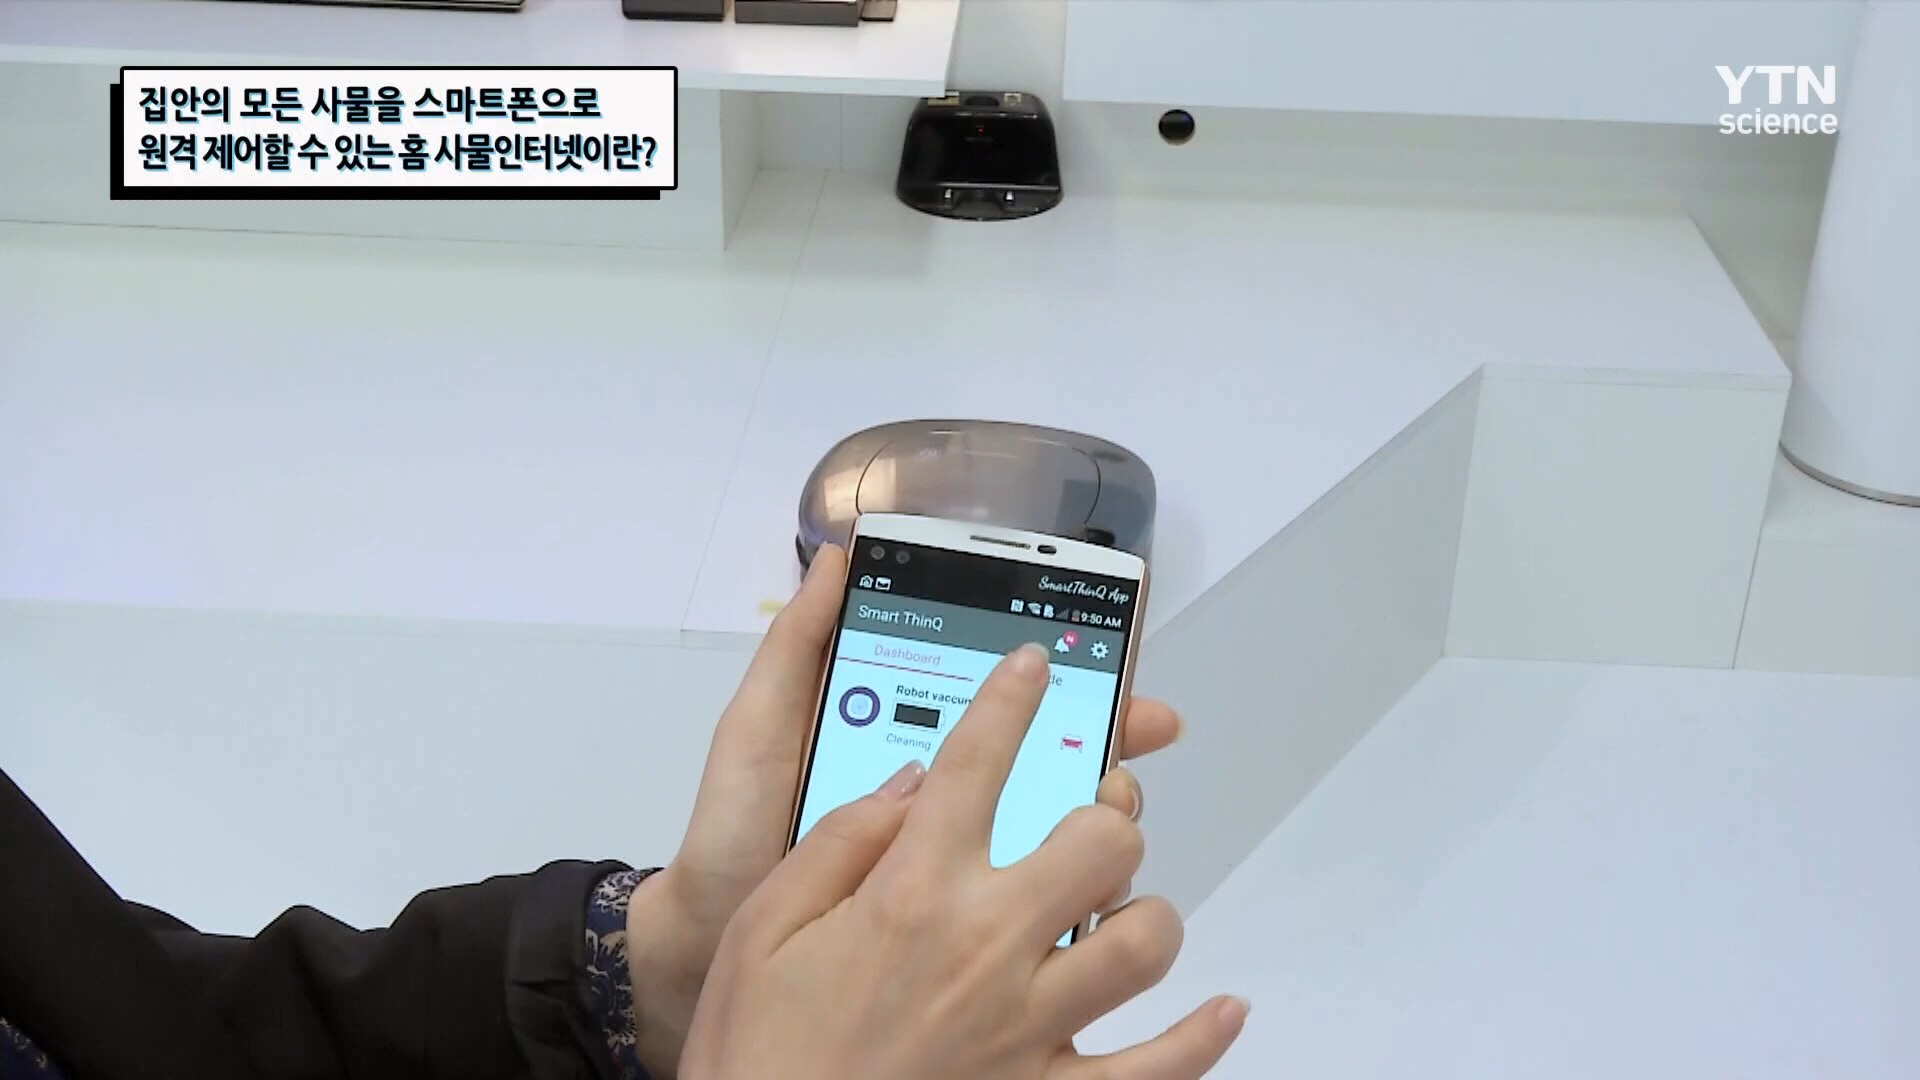 집안의 모든 사물을 스마트폰으로
원격 제어할 수 있는 홈 사물인터넷이란?
YTN
science
SmartThinQ App
9:50 AM
Smart ThinQ
N
Dashboard
Robot vaccum
Cleaning